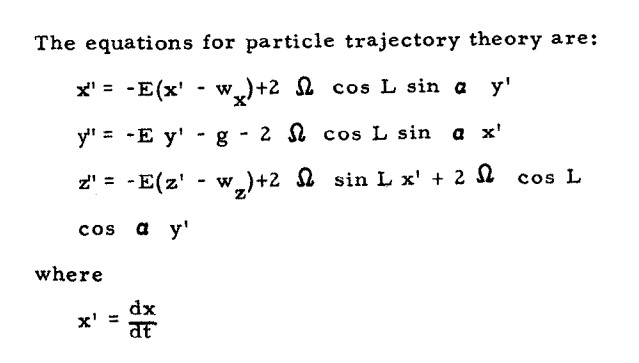 The equations for particle trajectory theory are:
x'' = -E(x' - w_x)+2 Ω cos L sin α y'
y'' = -E y' - g - 2 Ω cos L sin α x'
z'' = -E(z' - w_z)+2 Ω sin L x' + 2 Ω cos L
cos α y'
where
x' = dx/dt